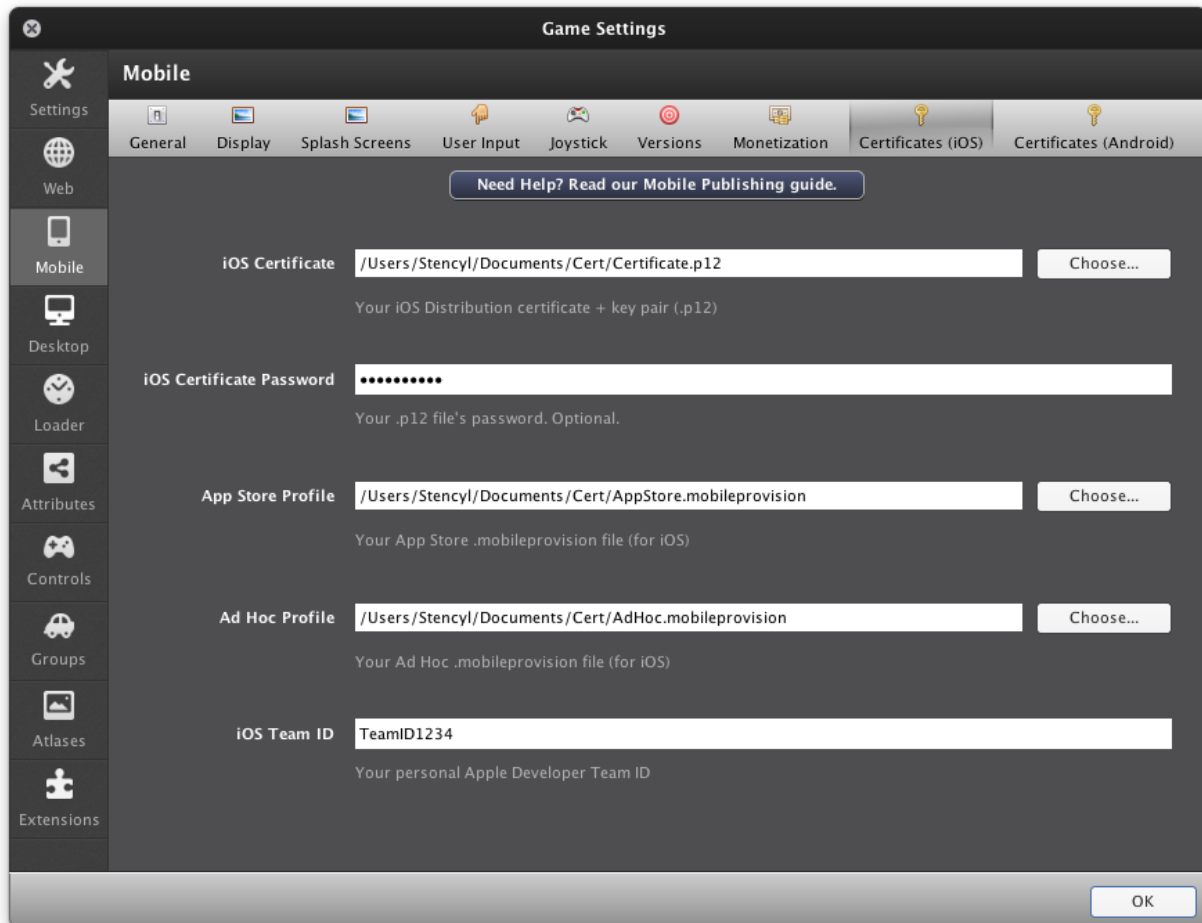 Game Settings
Settings
Web
Mobile
Desktop
Loader
Attributes
Controls
Groups
Atlases
Extensions
Mobile
General Display Splash Screens User Input Joystick Versions Monetization Certificates (iOS) Certificates (Android)
Need Help? Read our Mobile Publishing guide.
iOS Certificate /Users/Stencyl/Documents/Cert/Certificate.p12 Choose...
Your iOS Distribution certificate + key pair (.p12)
iOS Certificate Password ••••••••••
Your .p12 file's password. Optional.
App Store Profile /Users/Stencyl/Documents/Cert/AppStore.mobileprovision Choose...
Your App Store .mobileprovision file (for iOS)
Ad Hoc Profile /Users/Stencyl/Documents/Cert/AdHoc.mobileprovision Choose...
Your Ad Hoc .mobileprovision file (for iOS)
iOS Team ID TeamID1234
Your personal Apple Developer Team ID
OK